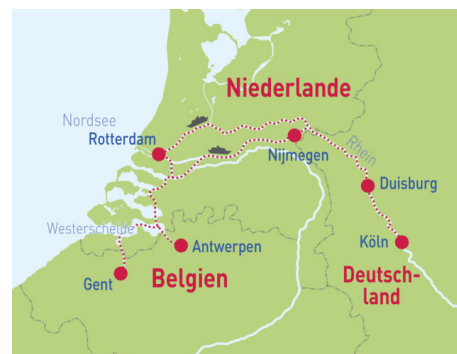 Niederlande
Nordsee
Rotterdam
Nijmegen
Rhein
Duisburg
Westerschelde
Antwerpen
Köln
Gent
Belgien
Deutsch-
land